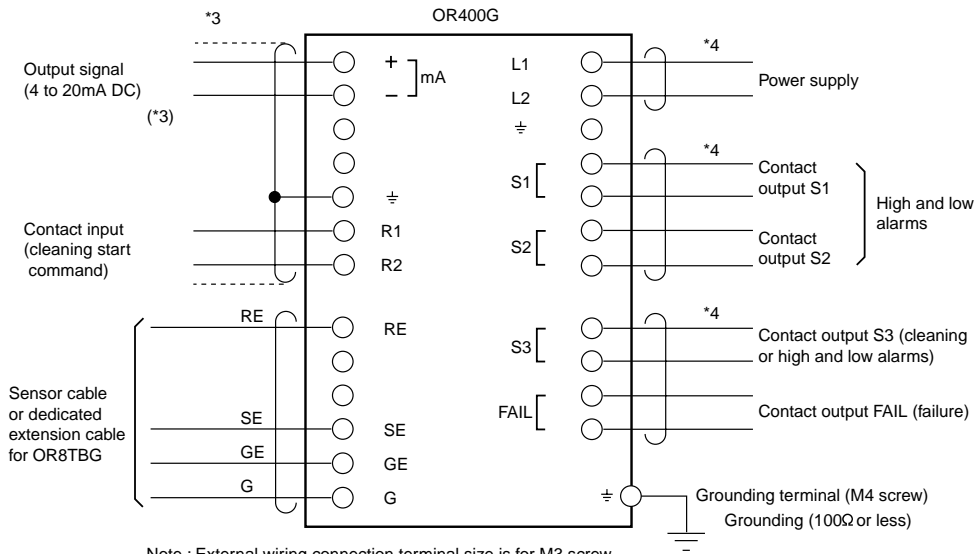 OR400G
*3
Output signal
(4 to 20mA DC)
(*3)
+
−
mA
Contact input
(cleaning start
command)
R1
R2
RE
RE
Sensor cable
or dedicated
extension cable
for OR8TBG
SE
SE
GE
GE
G
G
L1
L2
*4
Power supply
S1
*4
Contact
output S1
S2
Contact
output S2
High and low
alarms
S3
*4
Contact output S3 (cleaning
or high and low alarms)
FAIL
Contact output FAIL (failure)
Grounding terminal (M4 screw)
Grounding (100Ω or less)
Note : External wiring connection terminal size is for M3 screw